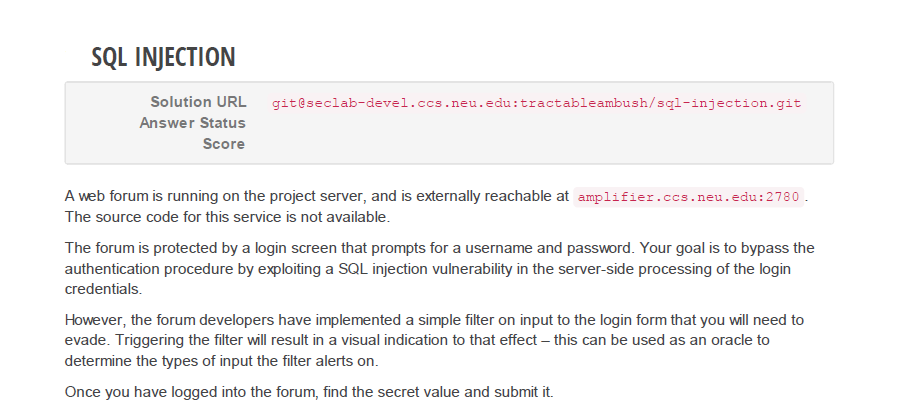 SQL INJECTION
Solution URL git@seclab-devel.ccs.neu.edu:tractableambush/sql-injection.git
Answer Status
Score
A web forum is running on the project server, and is externally reachable at amplifier.ccs.neu.edu:2780.
The source code for this service is not available.
The forum is protected by a login screen that prompts for a username and password. Your goal is to bypass the
authentication procedure by exploiting a SQL injection vulnerability in the server-side processing of the login
credentials.
However, the forum developers have implemented a simple filter on input to the login form that you will need to
evade. Triggering the filter will result in a visual indication to that effect – this can be used as an oracle to
determine the types of input the filter alerts on.
Once you have logged into the forum, find the secret value and submit it.